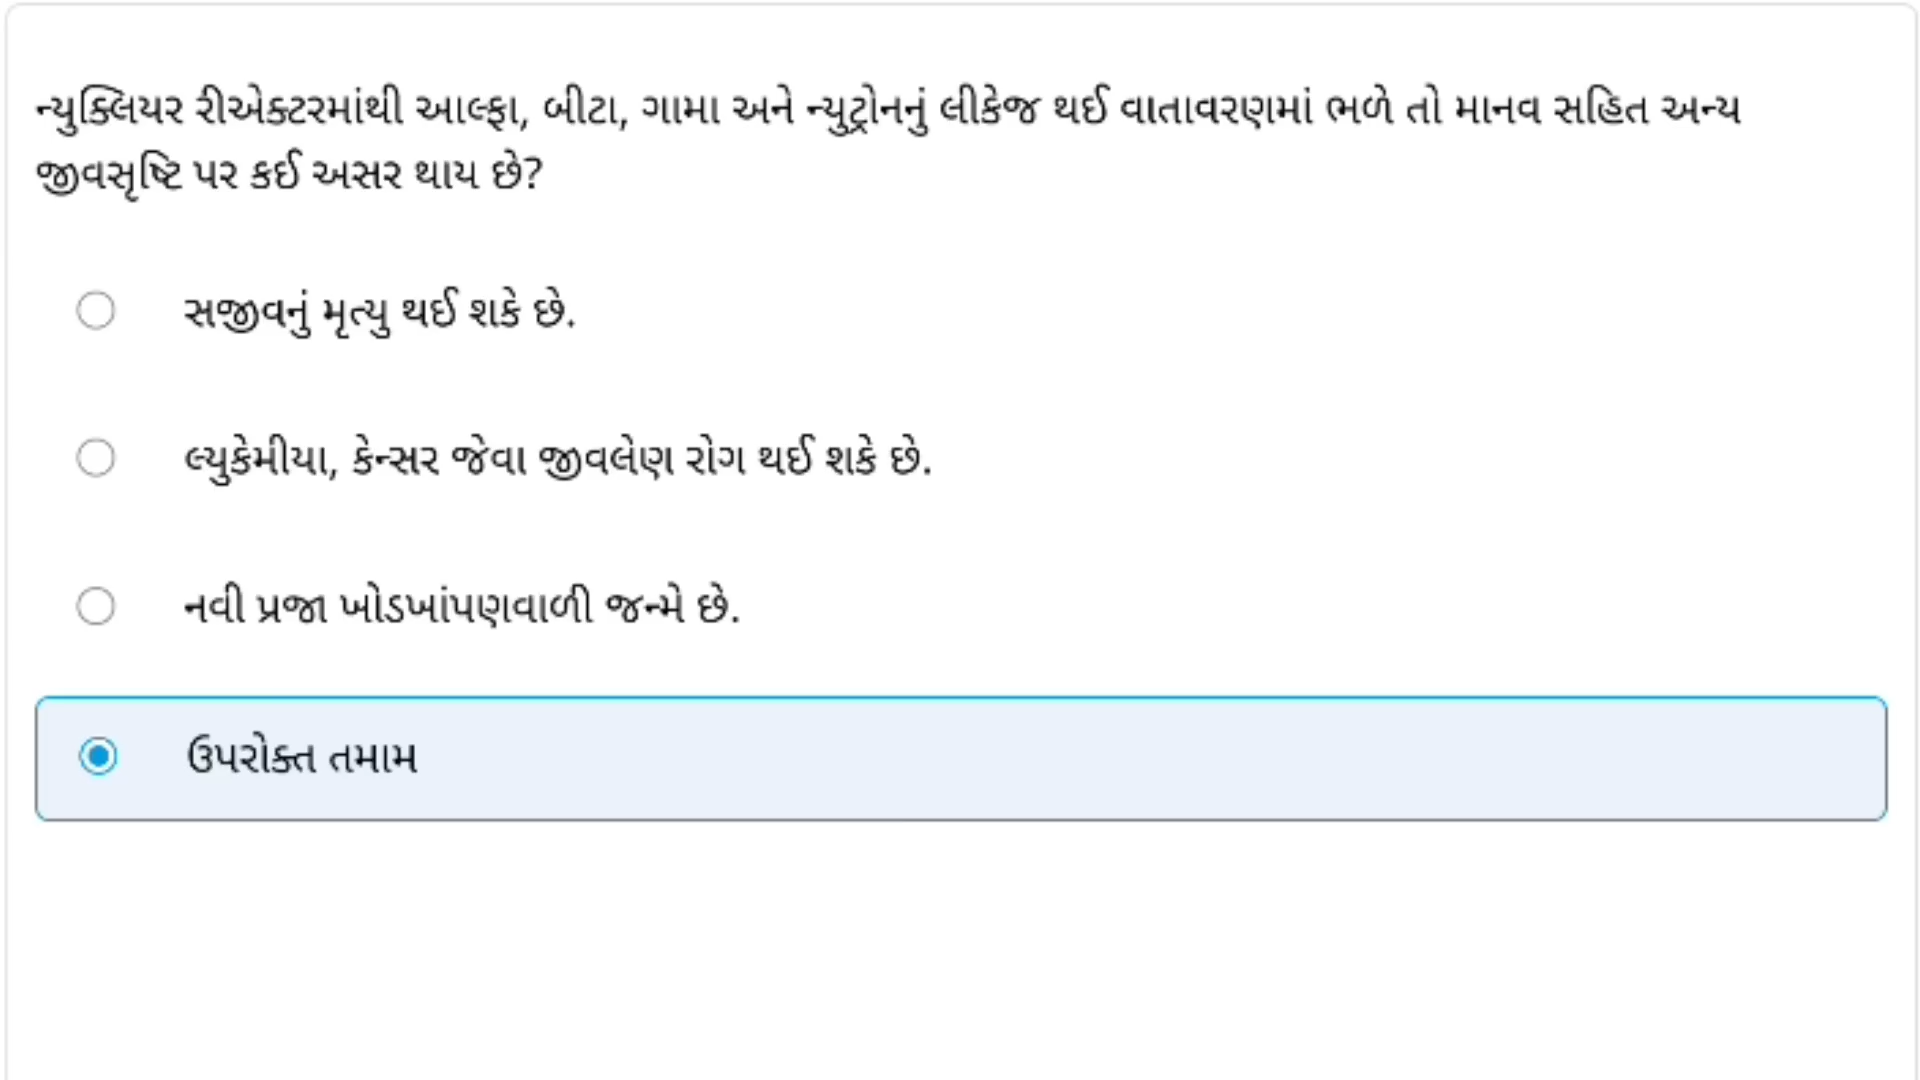 ન્યુક્લિયર રીએક્ટરમાંથી આલ્ફા, બીટા, ગામા અને ન્યુટ્રોનનું લીકેજ થઈ વાતાવરણમાં ભળે તો માનવ સહિત અન્ય
જીવસૃષ્ટિ પર કઈ અસર થાય છે?
સજીવનું મૃત્યુ થઈ શકે છે.
લ્યુકેમીયા, કેન્સર જેવા જીવલેણ રોગ થઈ શકે છે.
નવી પ્રજા ખોડખાંપણવાળી જન્મે છે.
ઉપરોક્ત તમામ